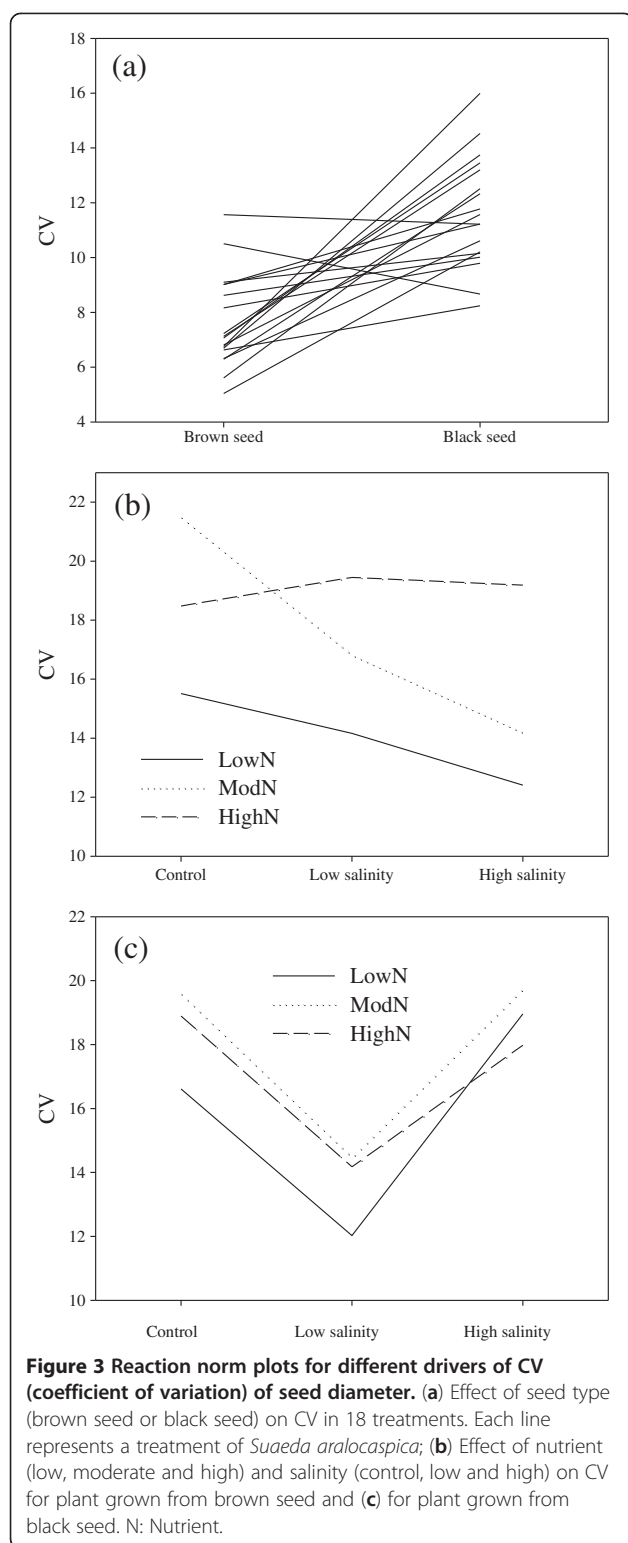 (a)
18
16
14
12
10
8
6
4
CV
Brown seed
Black seed
(b)
22
20
18
16
14
12
10
CV
LowN
ModN
HighN
Control
Low salinity
High salinity
(c)
22
20
18
16
14
12
10
CV
LowN
ModN
HighN
Control
Low salinity
High salinity
Figure 3 Reaction norm plots for different drivers of CV
(coefficient of variation) of seed diameter. (a) Effect of seed type
(brown seed or black seed) on CV in 18 treatments. Each line
represents a treatment of Suaeda aralocaspica; (b) Effect of nutrient
(low, moderate and high) and salinity (control, low and high) on CV
for plant grown from brown seed and (c) for plant grown from
black seed. N: Nutrient.